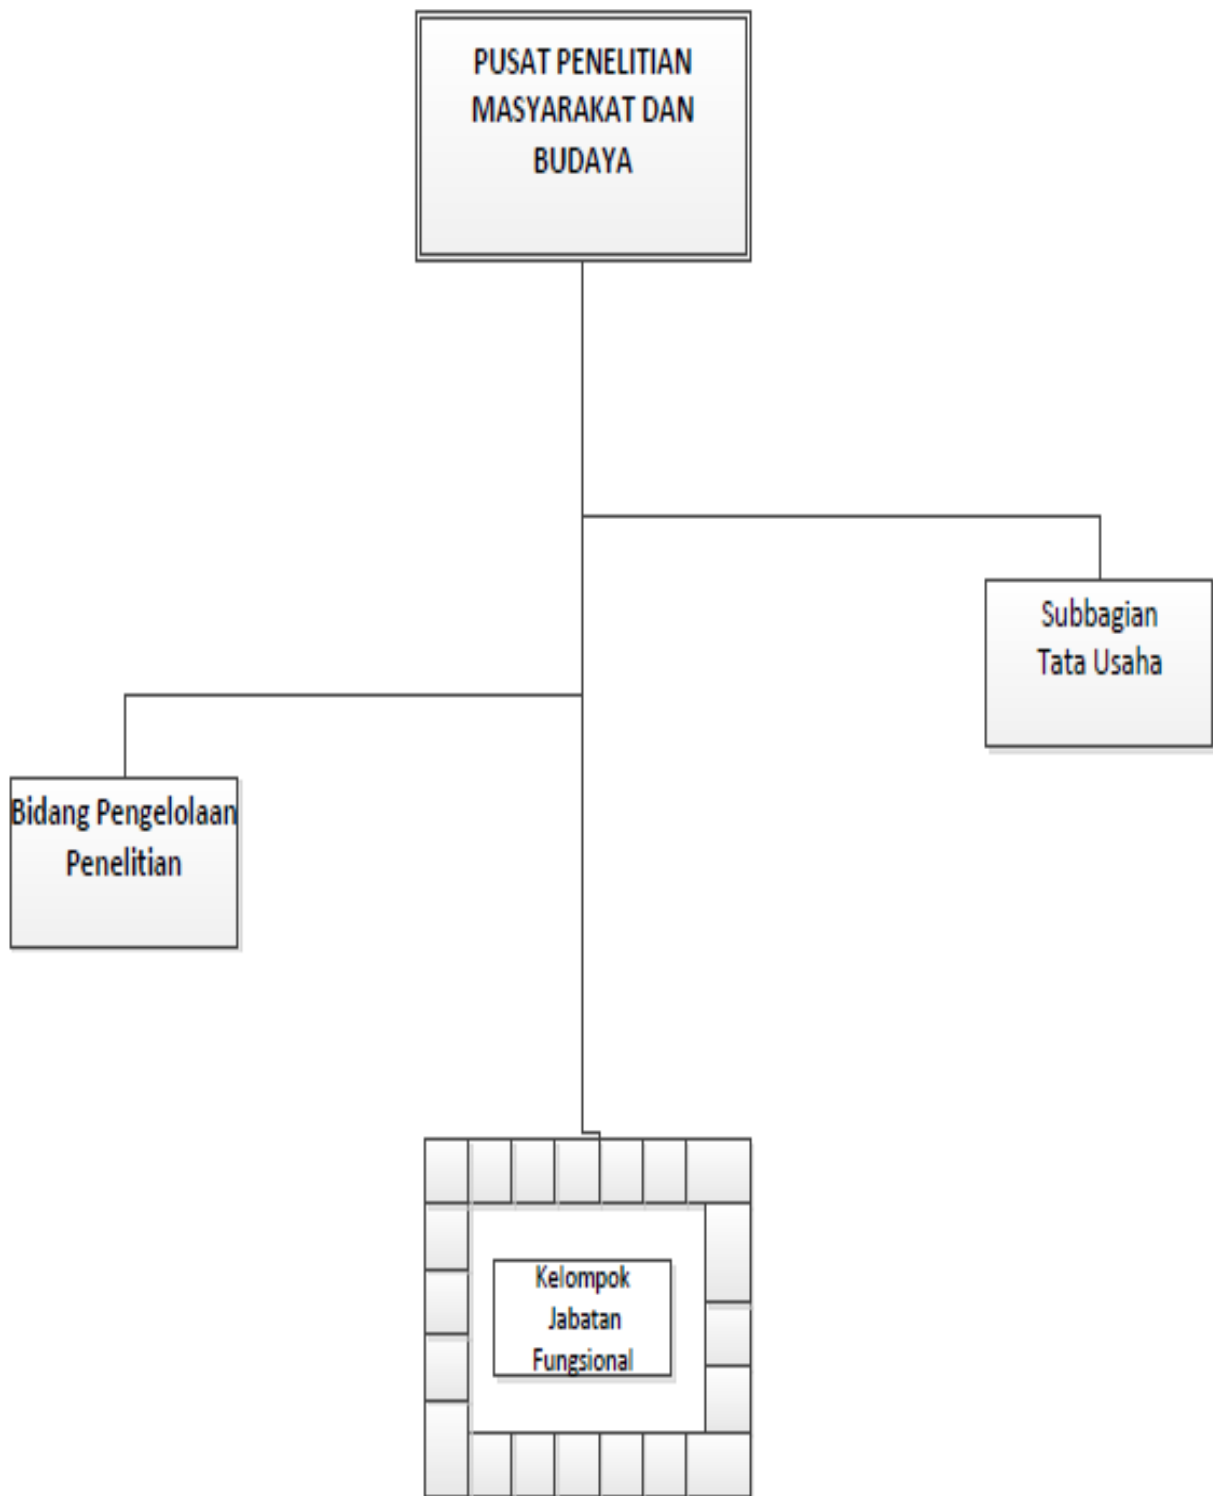 PUSAT PENELITIAN
MASYARAKAT DAN
BUDAYA
Subbagian
Tata Usaha
Bidang Pengelolaan
Penelitian
Kelompok
Jabatan
Fungsional